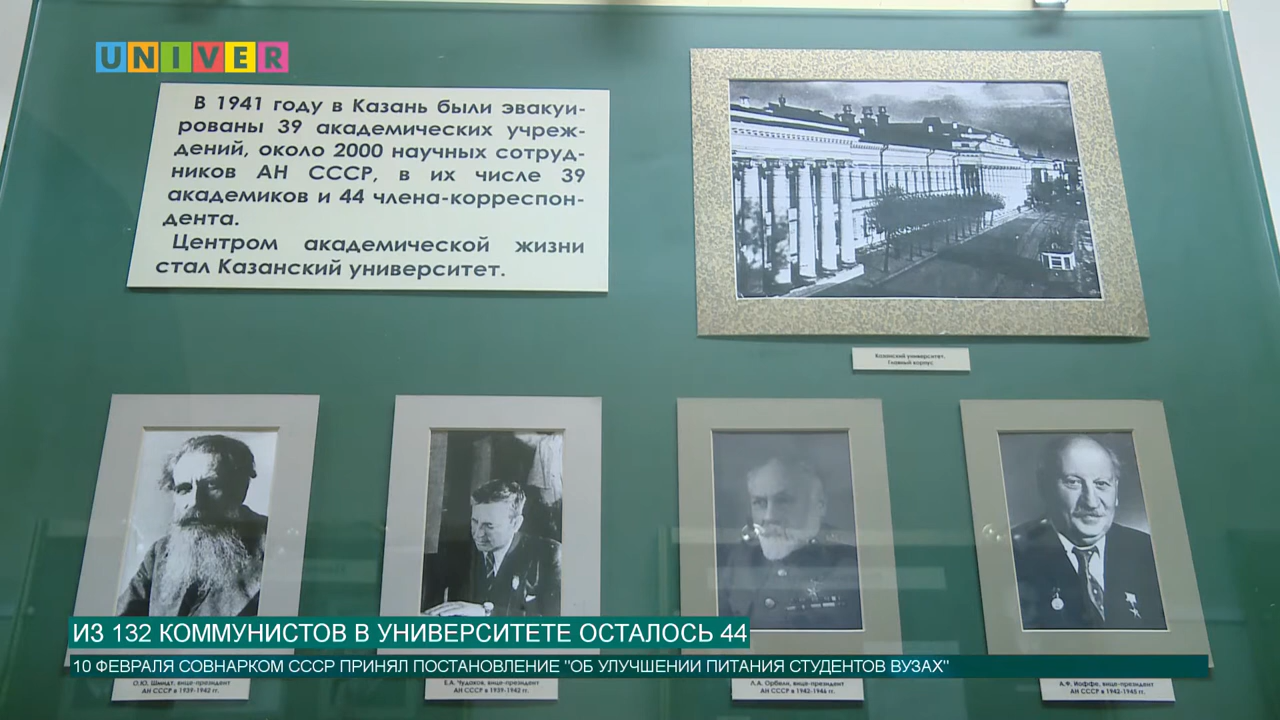 UNIVER
В 1941 году в Казань были эвакуи-
рованы 39 академических учреж-
дений, около 2000 научных сотруд-
ников АН СССР, в их числе 39
академиков и 44 члена-корреспон-
дента.
Центром академической жизни
стал Казанский университет.
Казанский университет.
Главный корпус
ИЗ 132 КОММУНИСТОВ В УНИВЕРСИТЕТЕ ОСТАЛОСЬ 44
10 ФЕВРАЛЯ СОВНАРКОМ СССР ПРИНЯЛ ПОСТАНОВЛЕНИЕ "ОБ УЛУЧШЕНИИ ПИТАНИЯ СТУДЕНТОВ ВУЗАХ"
О.Ю. Шмидт, вице-президент
АН СССР в 1939-1942 гг.
Е.А. Чудаков, вице-президент
АН СССР в 1939-1942 гг.
Л.А. Орбели, вице-президент
АН СССР в 1942-1946 гг.
А.Ф. Иоффе, вице-президент
АН СССР в 1942-1945 гг.